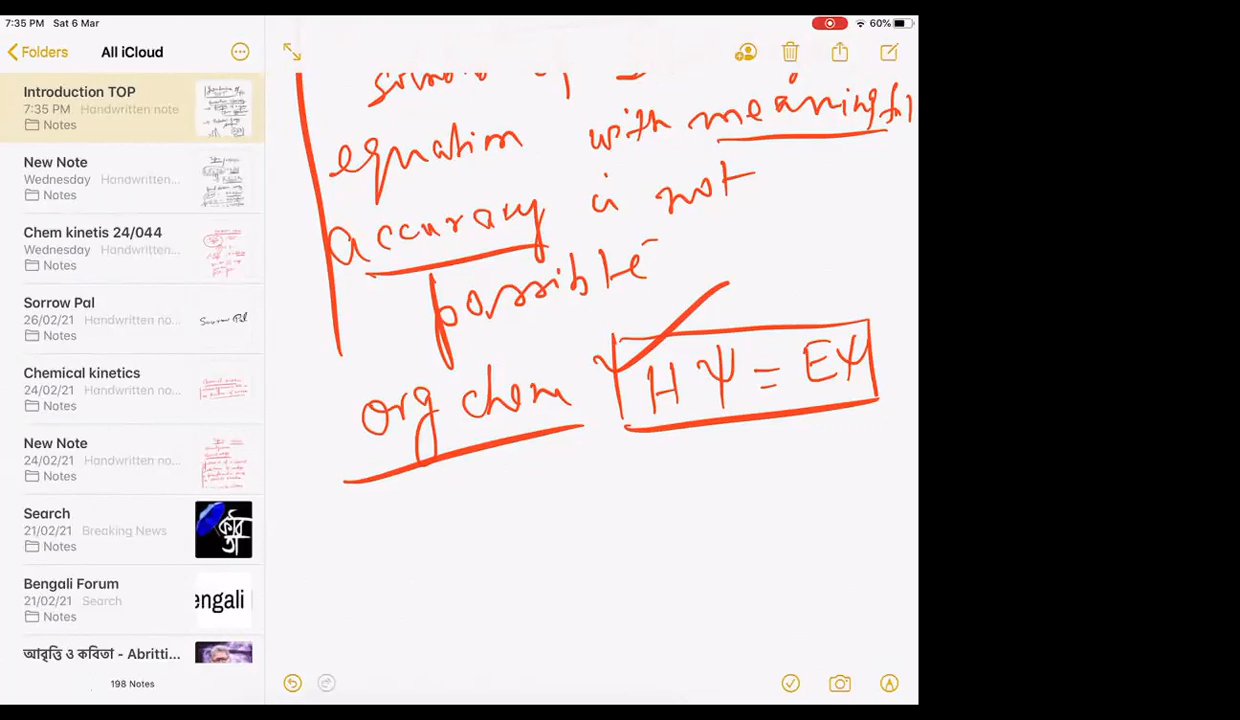 7:35 PM Sat 6 Mar
60%
Folders
All iCloud
Introduction TOP
7:35 PM Handwritten note
Notes
New Note
Wednesday Handwritten...
Notes
Chem kinetis 24/044
Wednesday Handwritten...
Notes
Sorrow Pal
26/02/21 Handwritten no...
Notes
Chemical kinetics
24/02/21 Handwritten no...
Notes
New Note
24/02/21 Handwritten no...
Notes
Search
21/02/21 Breaking News
Notes
কবি
তা
Bengali Forum
21/02/21 Search
Notes
engali
আবৃত্তি ও কবিতা - Abritti...
198 Notes
equation with meaningful
accuracy is not
possible
org chem Ψ HΨ = EΨ